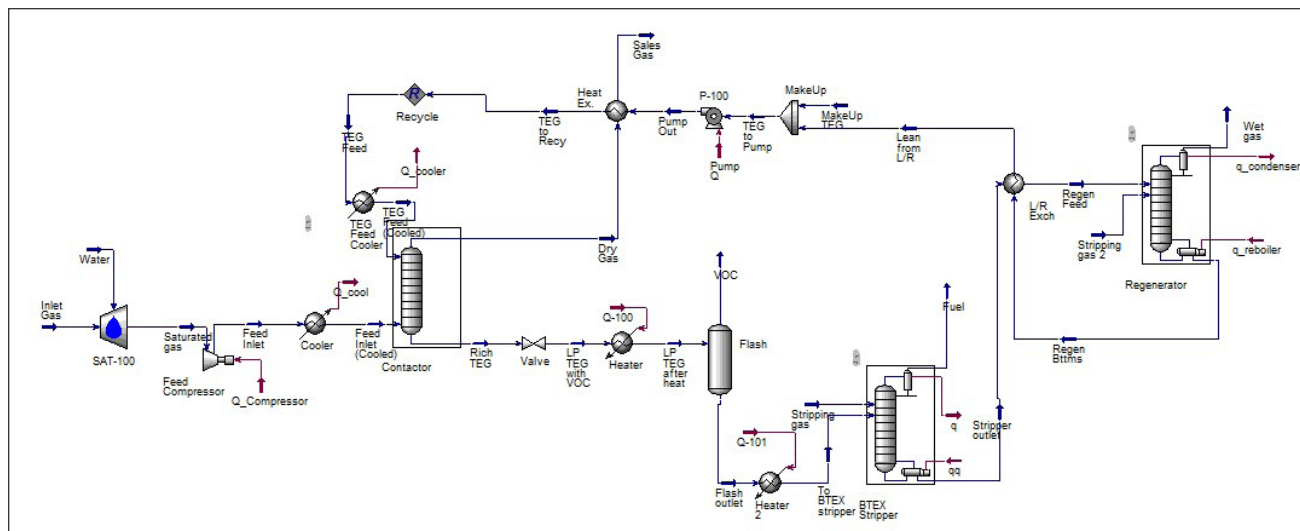 Sales
Gas
Heat
Ex.
P-100
MakeUp
MakeUp
TEG
Recycle
TEG
to
Recy
Pump
Out
TEG
to
Pump
Lean
from
L/R
Wet
gas
TEG
Feed
Q_cooler
Pump
Q
q_condenser
L/R
Exch
Regen
Feed
TEG
Feed
Cooler
TEG
Feed
(Cooled)
Stripping
gas 2
q_reboiler
Water
Dry
Gas
Regenerator
Q_cool
VOC
Inlet
Gas
Q-100
Fuel
SAT-100
Saturated
gas
Feed
Inlet
Cooler
Feed
Inlet
(Cooled)
Contactor
Rich
TEG
Valve
LP
TEG
with
VOC
Heater
LP
TEG
after
heat
Flash
Regen
Bttms
Feed
Compressor
Q_Compressor
Stripping
gas
q
Stripper
outlet
Q-101
qq
Flash
outlet
Heater
2
To
BTEX
stripper
BTEX
Stripper